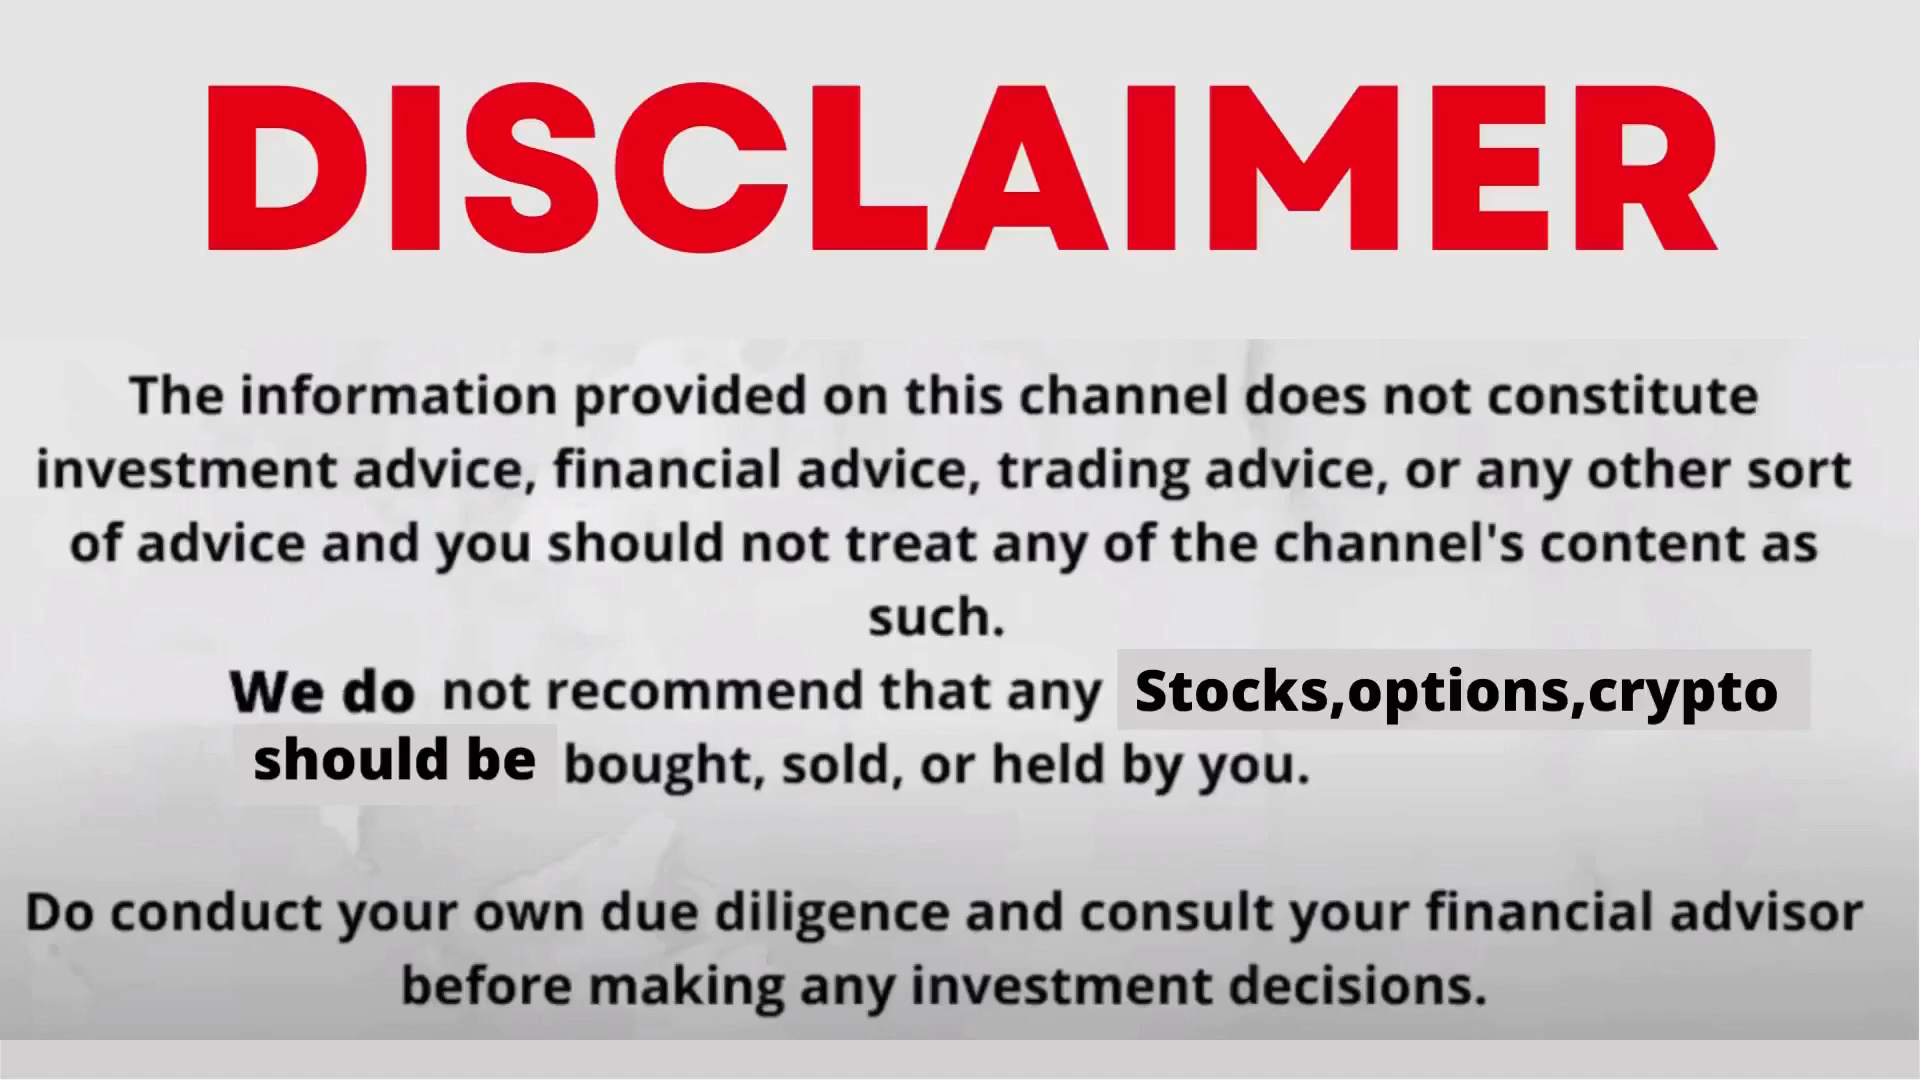 DISCLAIMER
The information provided on this channel does not constitute
investment advice, financial advice, trading advice, or any other sort
of advice and you should not treat any of the channel's content as
such.
We do not recommend that any Stocks,options,crypto
should be bought, sold, or held by you.
Do conduct your own due diligence and consult your financial advisor
before making any investment decisions.